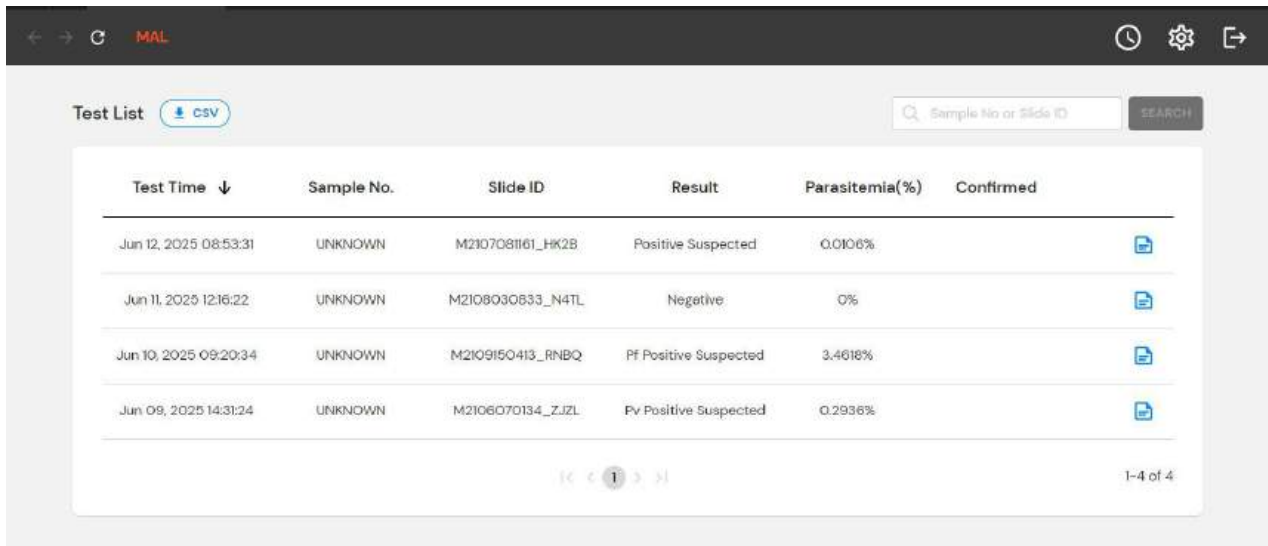 MAL
Test List CSV Sample No or Slide ID SEARCH
Test Time Sample No. Slide ID Result Parasitemia(%) Confirmed
Jun 12, 2025 08:53:31 UNKNOWN M2107081161_HK2B Positive Suspected 0.0106%
Jun 11, 2025 12:16:22 UNKNOWN M2108030833_N4TL Negative 0%
Jun 10, 2025 09:20:34 UNKNOWN M2109150413_RNBQ Pf Positive Suspected 3.4618%
Jun 09, 2025 14:31:24 UNKNOWN M2106070134_ZJZL Pv Positive Suspected 0.2936%
1 1-4 of 4